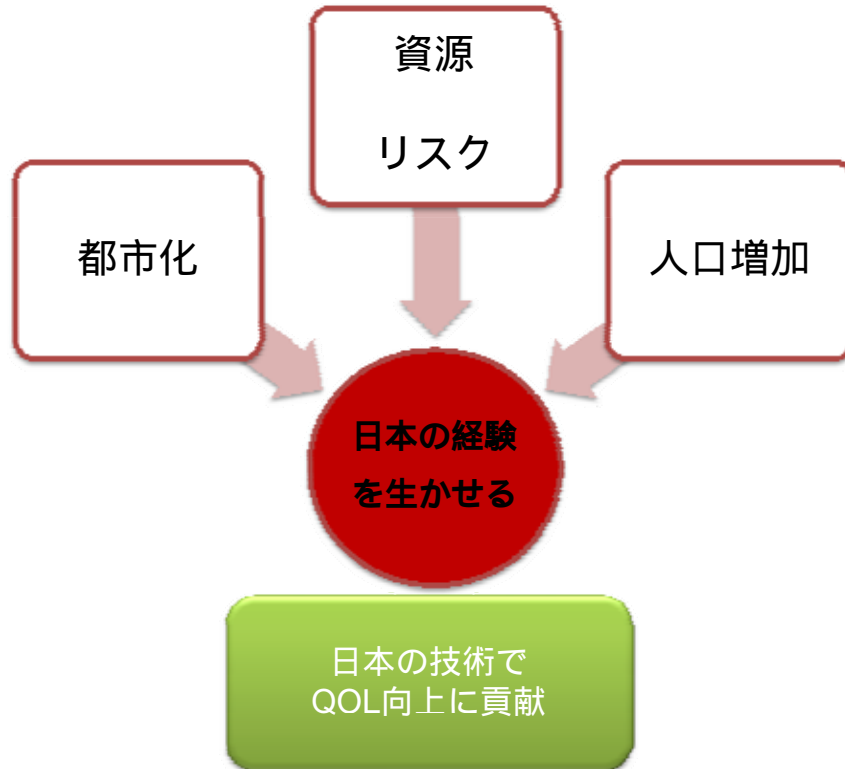 資源
リスク
都市化
人口増加
日本の経験
を生かせる
日本の技術で
QOL向上に貢献